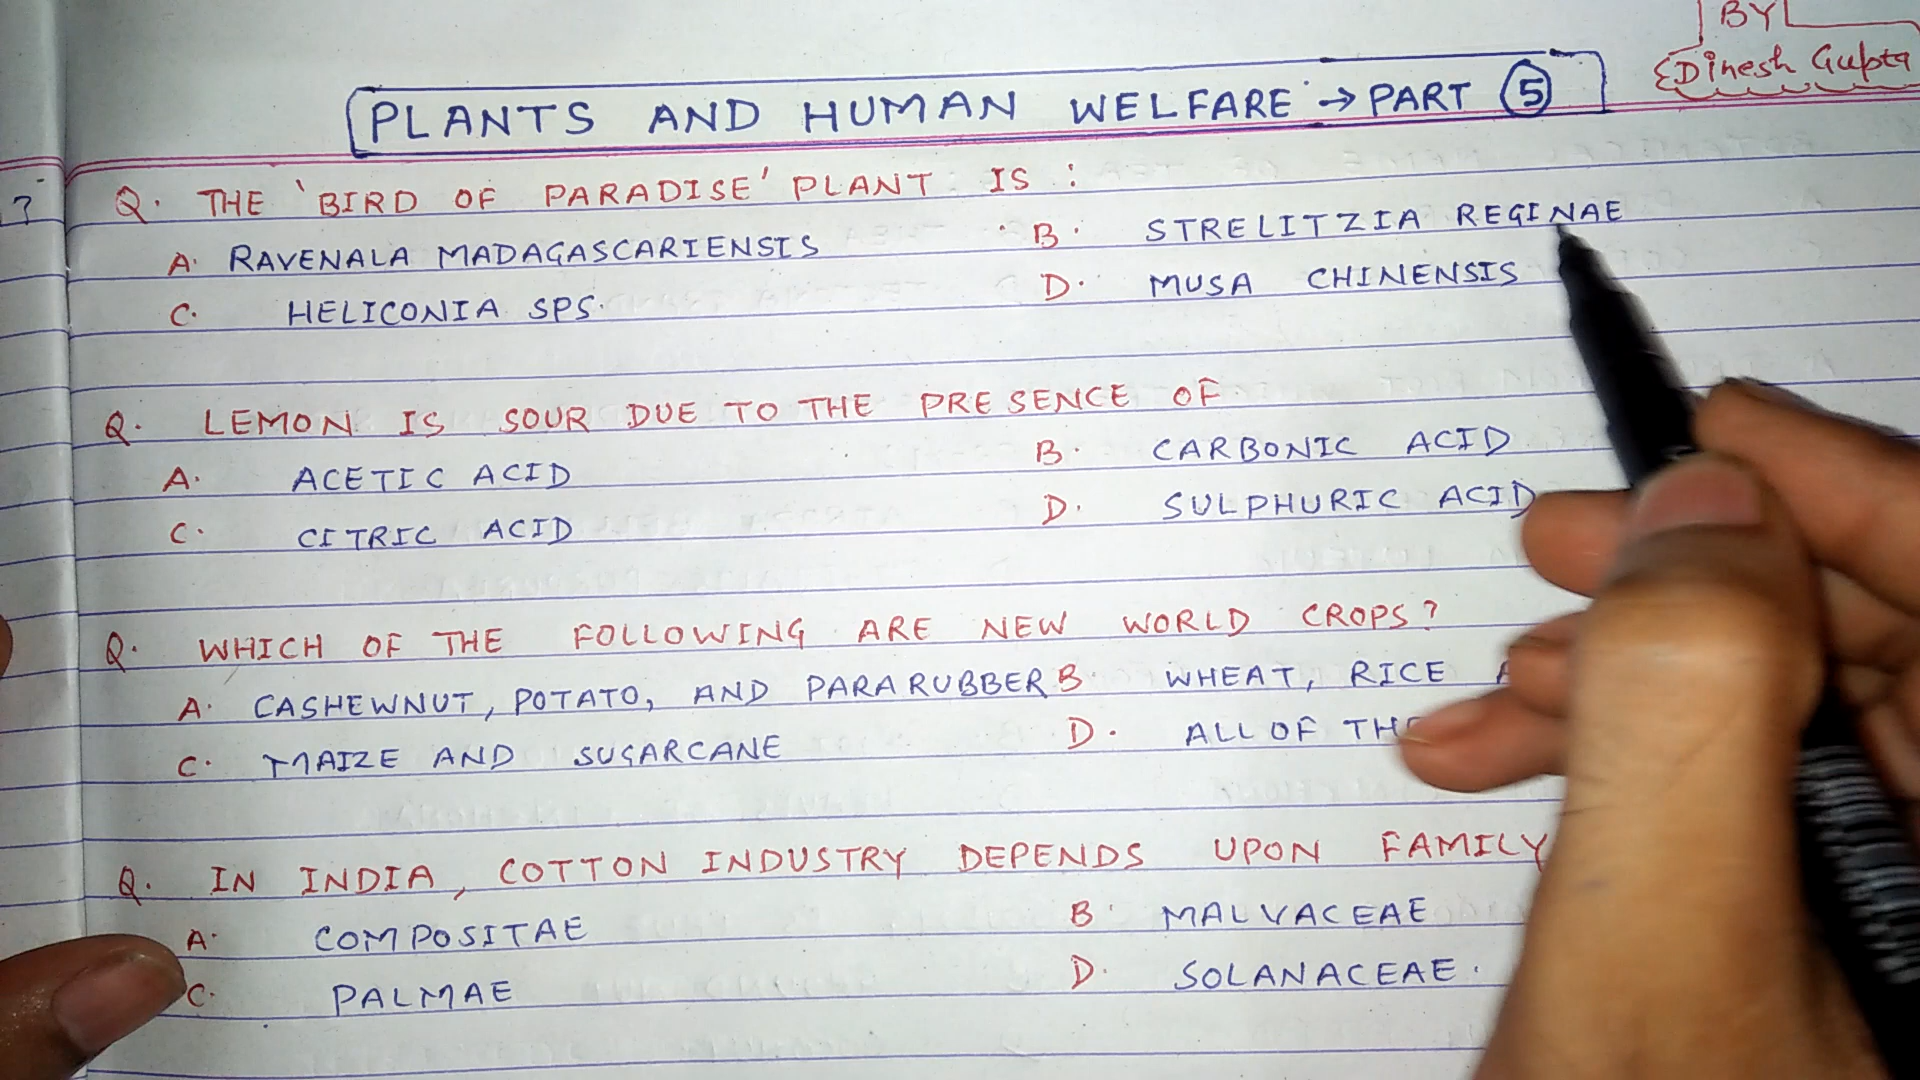 BY
Dinesh Gupta
PLANTS AND HUMAN WELFARE → PART 5
?
Q. THE 'BIRD OF PARADISE' PLANT IS :
A. RAVENALA MADAGASCARIENSIS B. STRELITZIA REGINAE
C. HELICONIA SPS. D. MUSA CHINENSIS
Q. LEMON IS SOUR DUE TO THE PRESENCE OF
A. ACETIC ACID B. CARBONIC ACID
C. CITRIC ACID D. SULPHURIC ACID
Q. WHICH OF THE FOLLOWING ARE NEW WORLD CROPS?
A. CASHEWNUT, POTATO, AND PARARUBBER B. WHEAT, RICE
C. MAIZE AND SUGARCANE D. ALL OF
Q. IN INDIA, COTTON INDUSTRY DEPENDS UPON FAMILY
A. COMPOSITAE B. MALVACEAE
C. PALMAE D. SOLANACEAE.